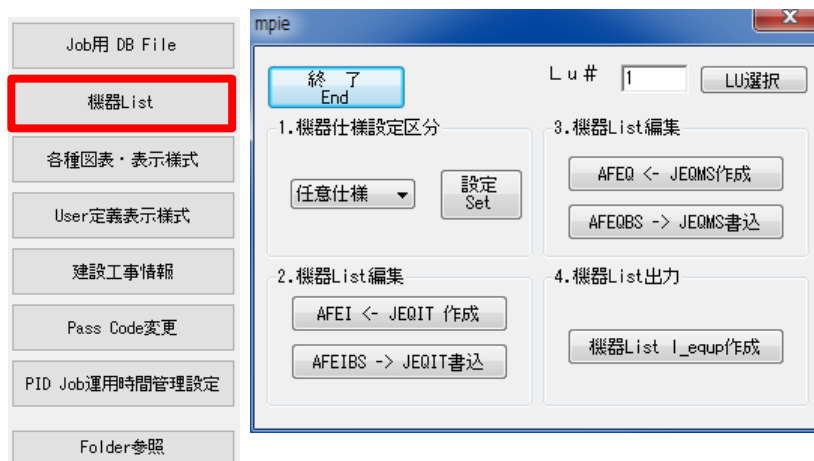 Job用 DB File
機器List
各種図表・表示様式
User定義表示様式
建設工事情報
Pass Code変更
PID Job運用時間管理設定
Folder参照
mpie
x
終 了
End
Lu# 1 LU選択
1.機器仕様設定区分
任意仕様
設定
Set
2.機器List編集
AFEI <- JEQIT 作成
AFEIBS -> JEQIT書込
3.機器List編集
AFEQ <- JEQMS作成
AFEQBS -> JEQMS書込
4.機器List出力
機器List l_equp作成